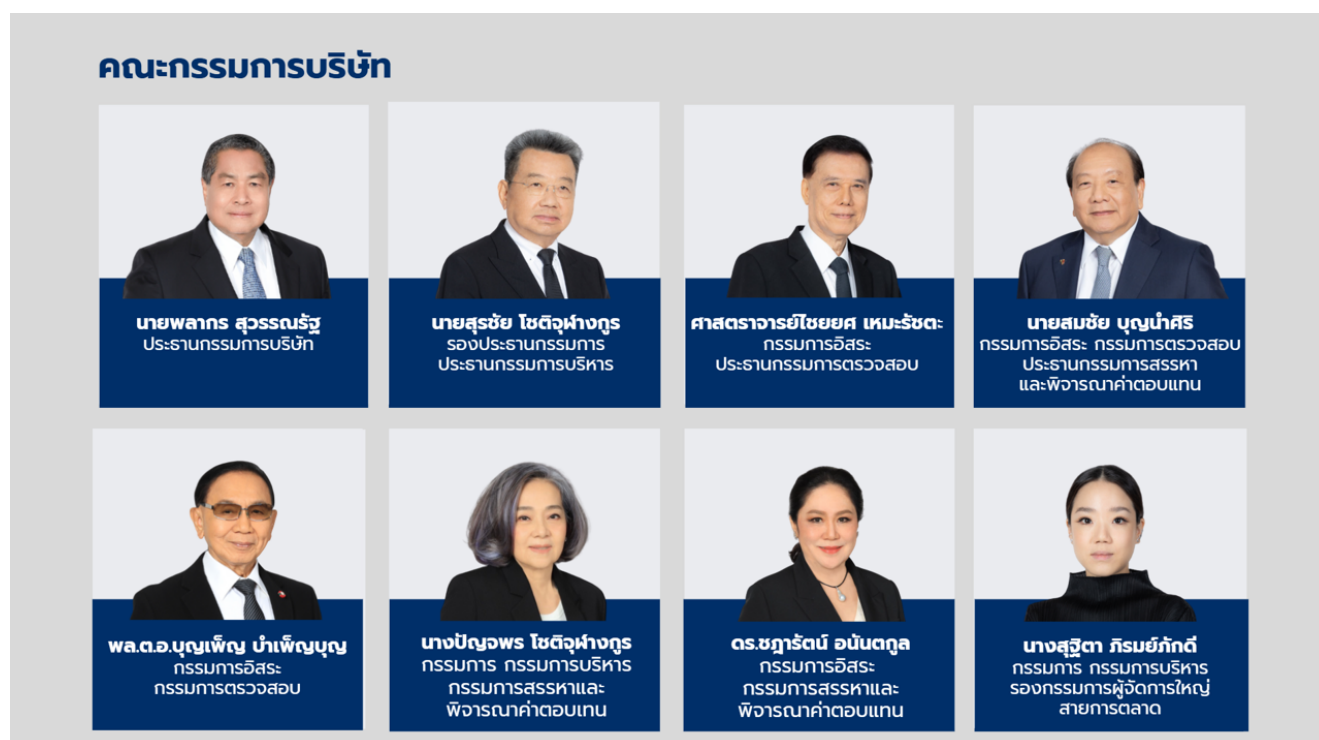 คณะกรรมการบริษัท
นายพลากร สุวรรณรัฐ
ประธานกรรมการบริษัท
นายสุรชัย โชติจุฬางกูร
รองประธานกรรมการ
ประธานกรรมการบริหาร
ศาสตราจารย์ไชยยศ เหมะรัชตะ
กรรมการอิสระ
ประธานกรรมการตรวจสอบ
นายสมชัย บุญนำศิริ
กรรมการอิสระ กรรมการตรวจสอบ
ประธานกรรมการสรรหา
และพิจารณาค่าตอบแทน
พล.ต.อ.บุญเพ็ญ บำเพ็ญบุญ
กรรมการอิสระ
กรรมการตรวจสอบ
นางปัญจพร โชติจุฬางกูร
กรรมการ กรรมการบริหาร
กรรมการสรรหาและ
พิจารณาค่าตอบแทน
ดร.ชฎารัตน์ อนันตกูล
กรรมการอิสระ
กรรมการสรรหาและ
พิจารณาค่าตอบแทน
นางสุฐิตา ภิรมย์ภักดี
กรรมการ กรรมการบริหาร
รองกรรมการผู้จัดการใหญ่
สายการตลาด